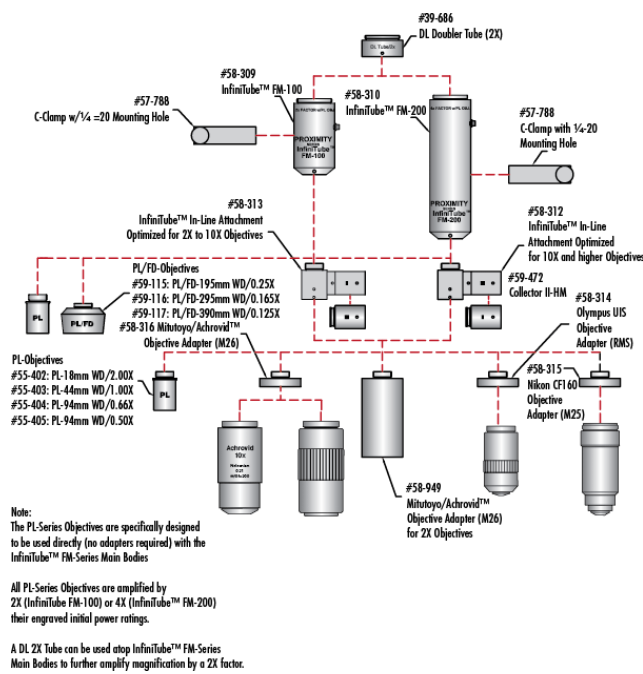 #39-686
DL Doubler Tube (2X)
DL Tube/2x
#58-309
InfiniTube™ FM-100
#58-310
InfiniTube™ FM-200
#57-788
C-Clamp w/¼ =20 Mounting Hole
PROXIMITY
InfiniTube™
FM-100
#57-788
C-Clamp with ¼-20
Mounting Hole
PROXIMITY
InfiniTube™
FM-200
#58-313
InfiniTube™ In-Line Attachment
Optimized for 2X to 10X Objectives
#58-312
InfiniTube™ In-Line
Attachment Optimized
for 10X and higher Objectives
#59-472
Collector II-HM
PL
PL/FD
PL/FD-Objectives
#59-115: PL/FD-195mm WD/0.25X
#59-116: PL/FD-295mm WD/0.165X
#59-117: PL/FD-390mm WD/0.125X
#58-316 Mitutoyo/Achrovid™
Objective Adapter (M26)
#58-314
Olympus UIS
Objective
Adapter (RMS)
#58-315
Nikon CF160
Objective
Adapter (M25)
PL-Objectives
#55-402: PL-18mm WD/2.00X
#55-403: PL-44mm WD/1.00X
#55-404: PL-94mm WD/0.66X
#55-405: PL-94mm WD/0.50X
PL
Achrovid
10x
#58-949
Mitutoyo/Achrovid™
Objective Adapter (M26)
for 2X Objectives
Note:
The PL-Series Objectives are specifically designed
to be used directly (no adapters required) with the
InfiniTube™ FM-Series Main Bodies
All PL-Series Objectives are amplified by
2X (InfiniTube FM-100) or 4X (InfiniTube™ FM-200)
their engraved initial power ratings.
A DL 2X Tube can be used atop InfiniTube™ FM-Series
Main Bodies to further amplify magnification by a 2X factor.